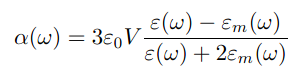 α(ω) = 3ε₀V (ε(ω) − εₘ(ω)) / (ε(ω) + 2εₘ(ω))